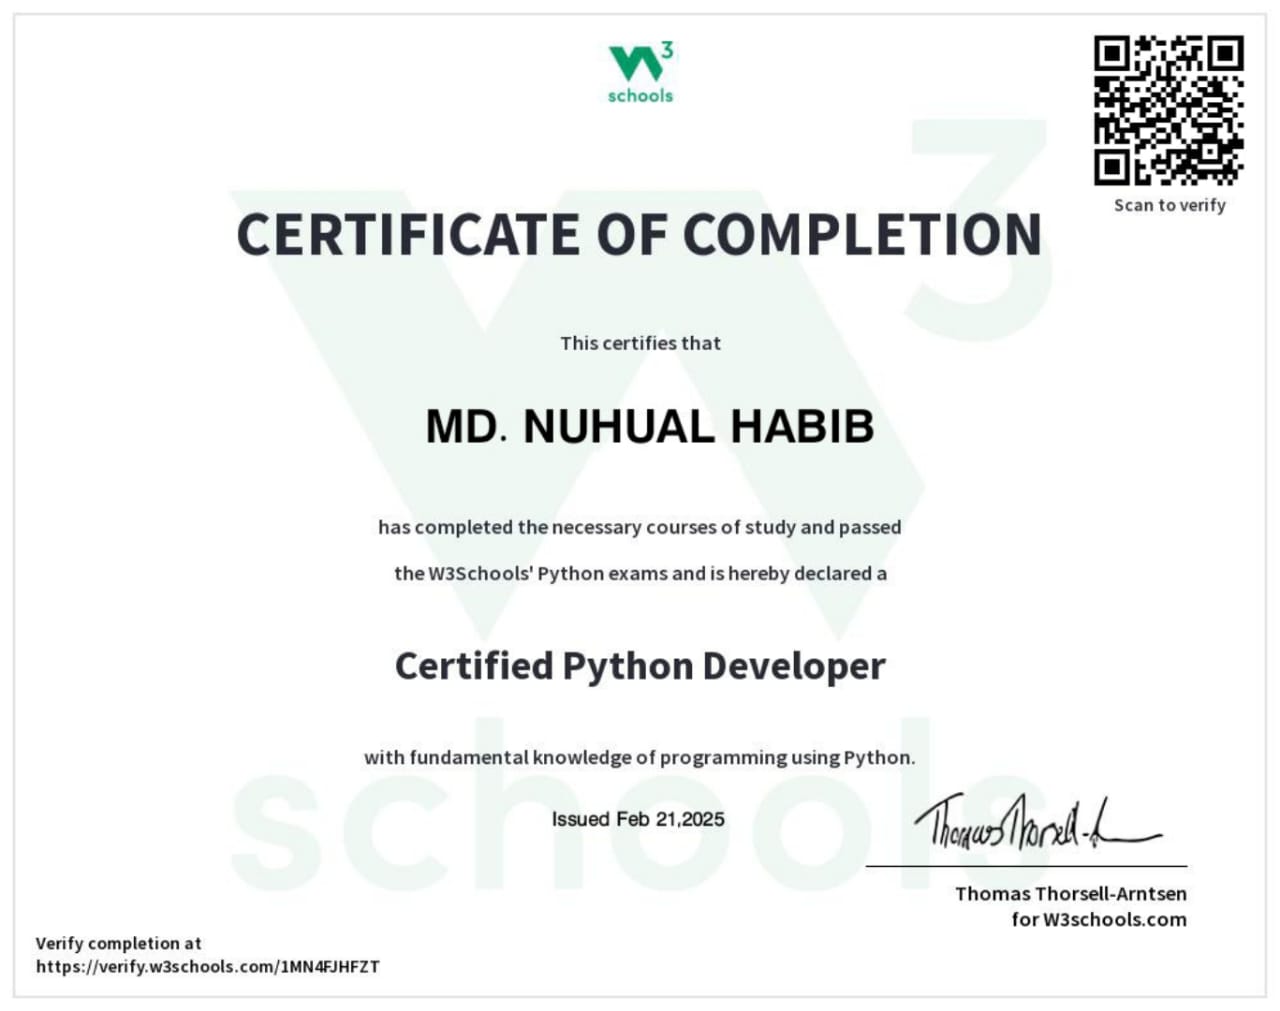 W3
schools
Scan to verify
CERTIFICATE OF COMPLETION
This certifies that
MD. NUHUAL HABIB
has completed the necessary courses of study and passed
the W3Schools' Python exams and is hereby declared a
Certified Python Developer
with fundamental knowledge of programming using Python.
Issued Feb 21,2025
Thomas Thorsell-Arntsen
for W3schools.com
Verify completion at
https://verify.w3schools.com/1MN4FJHFZT